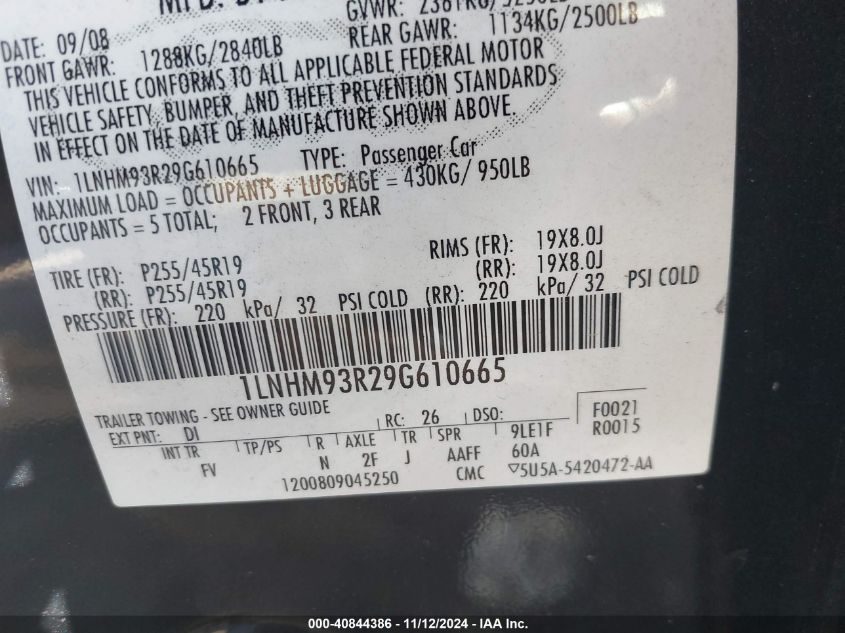 GVWR: 2381KG/5250LB
DATE: 09/08
FRONT GAWR: 1288KG/2840LB REAR GAWR: 1134KG/2500LB
THIS VEHICLE CONFORMS TO ALL APPLICABLE FEDERAL MOTOR
VEHICLE SAFETY, BUMPER, AND THEFT PREVENTION STANDARDS
IN EFFECT ON THE DATE OF MANUFACTURE SHOWN ABOVE.
VIN: 1LNHM93R29G610665 TYPE: Passenger Car
MAXIMUM LOAD = OCCUPANTS + LUGGAGE = 430KG/ 950LB
OCCUPANTS = 5 TOTAL; 2 FRONT, 3 REAR
TIRE (FR): P255/45R19 RIMS (FR): 19X8.0J
(RR): P255/45R19 (RR): 19X8.0J
PRESSURE (FR): 220 kPa/ 32 PSI COLD (RR): 220 kPa/ 32 PSI COLD
1LNHM93R29G610665
TRAILER TOWING - SEE OWNER GUIDE
EXT PNT: DI RC: 26 DSO: F0021
INT TR TP/PS R AXLE TR SPR 9LE1F R0015
FV N 2F J AAFF 60A
1200809045250 CMC 5U5A-5420472-AA
000-40844386 - 11/12/2024 - IAA Inc.